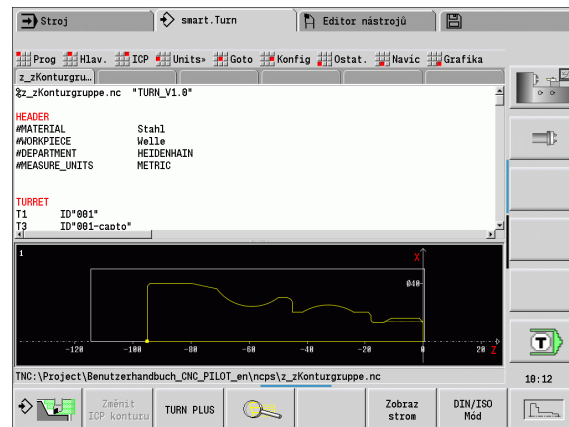 Stroj
smart.Turn
Editor nástrojů
Prog Hlav. ICP Units» Goto Konfig Ostat. Navíc Grafika
z_zKonturgru…
%z_zKonturgruppe.nc "TURN_V1.0"
HEADER
#MATERIAL Stahl
#WORKPIECE Welle
#DEPARTMENT HEIDENHAIN
#MEASURE_UNITS METRIC
TURRET
T1 ID"001"
T3 ID"001-capto"
1
X
Ø40-
-120 -100 -80 -60 -40 -20 0 20 Z
TNC:\Project\Benutzerhandbuch_CNC_PILOT_en\ncps\z_zKonturgruppe.nc
T
10:12
Změnit
ICP konturu
TURN PLUS
Zobraz
strom
DIN/ISO
Mód